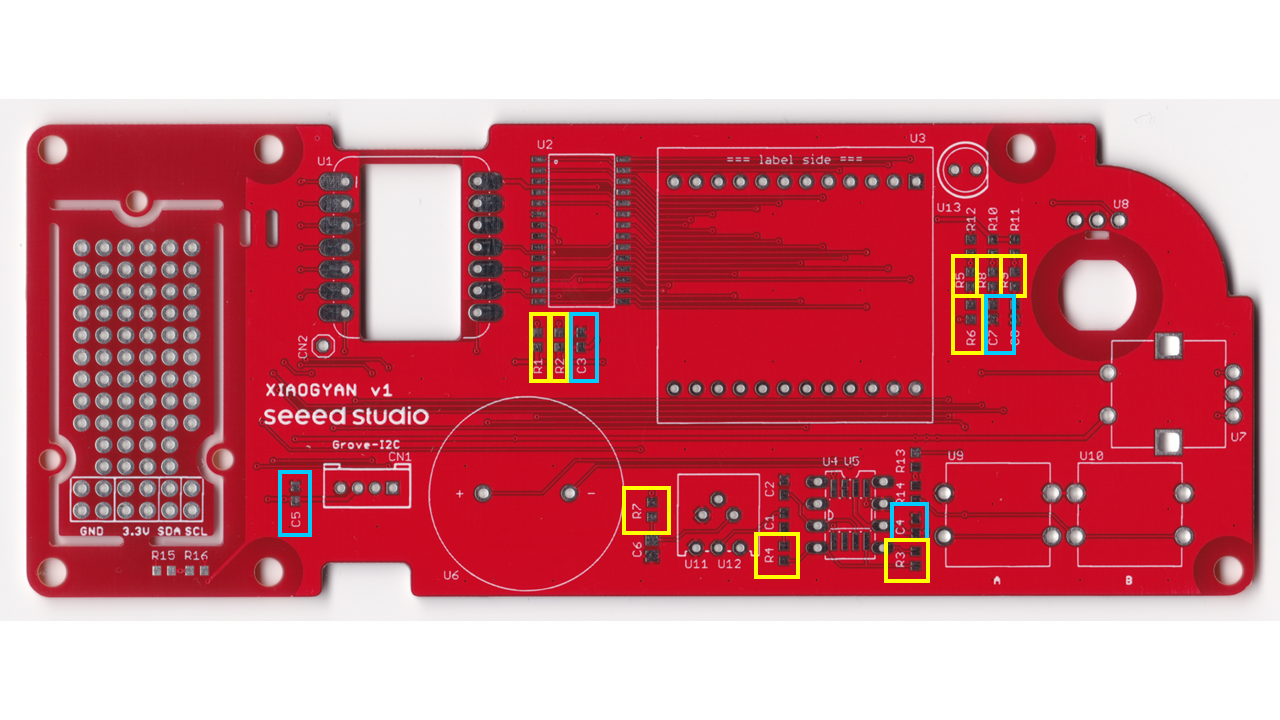 U1
U2
U3
=== label side ===
U13
R12
R10
R11
U8
R5
R8
R9
R6
C7
C8
CN2
R1
R2
C3
XIAOGYAN v1
seeed studio
Grove-I2C
CN1
U7
C5
+
-
R7
C6
C2
C1
R4
U4
U5
R13
R14
C4
R3
U9
U10
GND
3.3V
SDA
SCL
R15
R16
U6
U11
U12
A
B